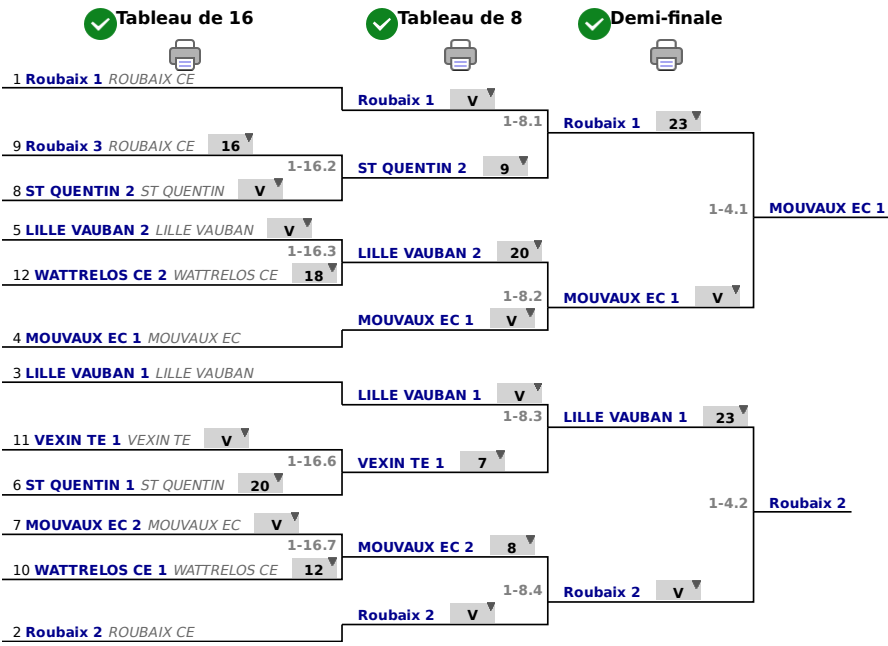 Tableau de 16
Tableau de 8
Demi-finale
1 Roubaix 1 ROUBAIX CE
Roubaix 1 V
1-8.1
Roubaix 1 23
9 Roubaix 3 ROUBAIX CE 16
1-16.2
ST QUENTIN 2 9
8 ST QUENTIN 2 ST QUENTIN V
1-4.1
MOUVAUX EC 1
5 LILLE VAUBAN 2 LILLE VAUBAN V
1-16.3
LILLE VAUBAN 2 20
12 WATTRELOS CE 2 WATTRELOS CE 18
1-8.2
MOUVAUX EC 1 V
MOUVAUX EC 1 V
4 MOUVAUX EC 1 MOUVAUX EC
3 LILLE VAUBAN 1 LILLE VAUBAN
LILLE VAUBAN 1 V
1-8.3
LILLE VAUBAN 1 23
11 VEXIN TE 1 VEXIN TE V
1-16.6
VEXIN TE 1 7
6 ST QUENTIN 1 ST QUENTIN 20
1-4.2
Roubaix 2
7 MOUVAUX EC 2 MOUVAUX EC V
1-16.7
MOUVAUX EC 2 8
10 WATTRELOS CE 1 WATTRELOS CE 12
1-8.4
Roubaix 2 V
Roubaix 2 V
2 Roubaix 2 ROUBAIX CE